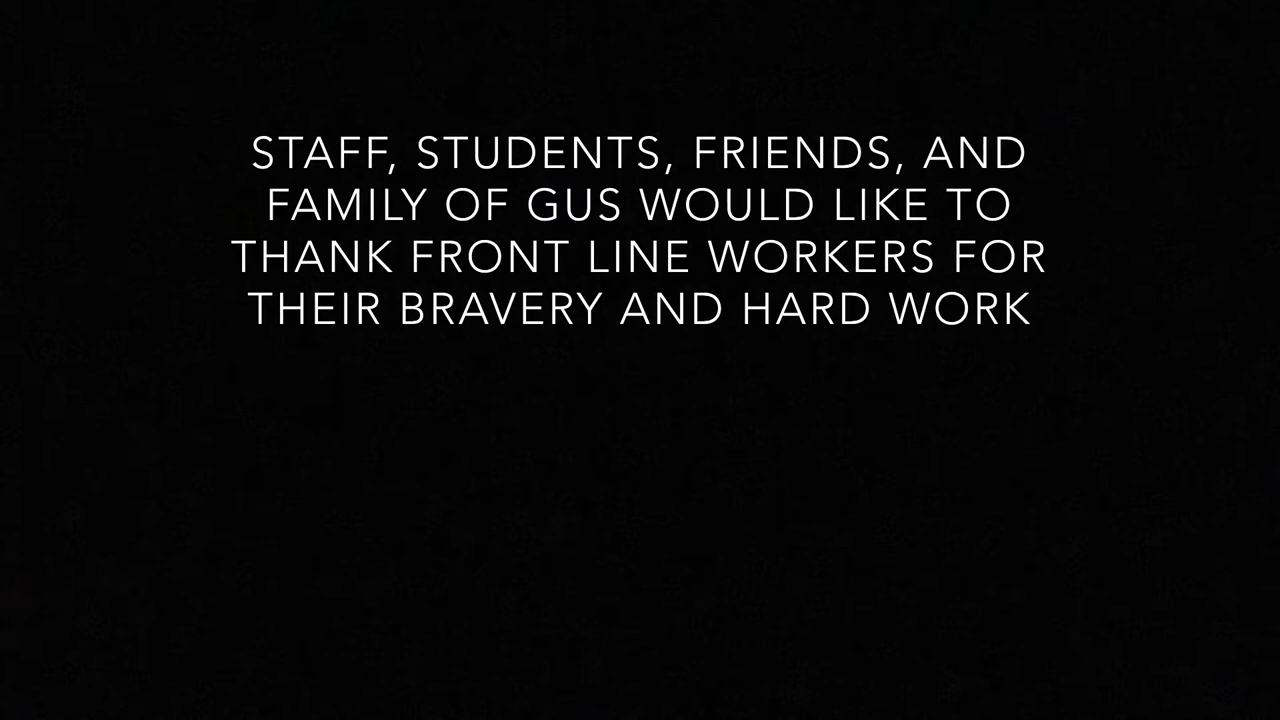 STAFF, STUDENTS, FRIENDS, AND
FAMILY OF GUS WOULD LIKE TO
THANK FRONT LINE WORKERS FOR
THEIR BRAVERY AND HARD WORK